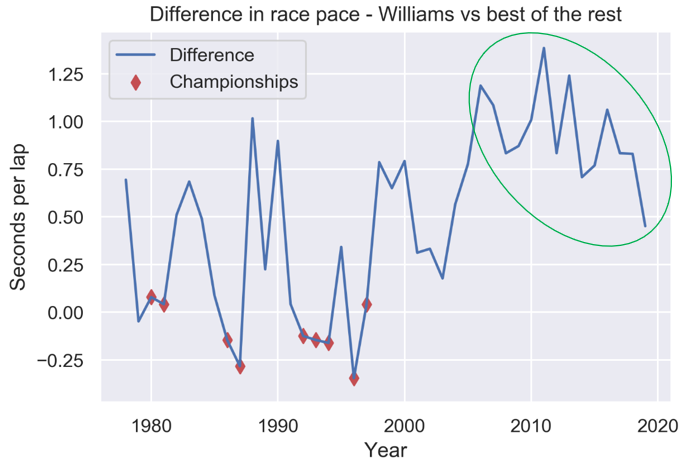 Difference in race pace - Williams vs best of the rest
Difference
Championships
Seconds per lap
1.25
1.00
0.75
0.50
0.25
0.00
−0.25
1980 1990 2000 2010 2020
Year